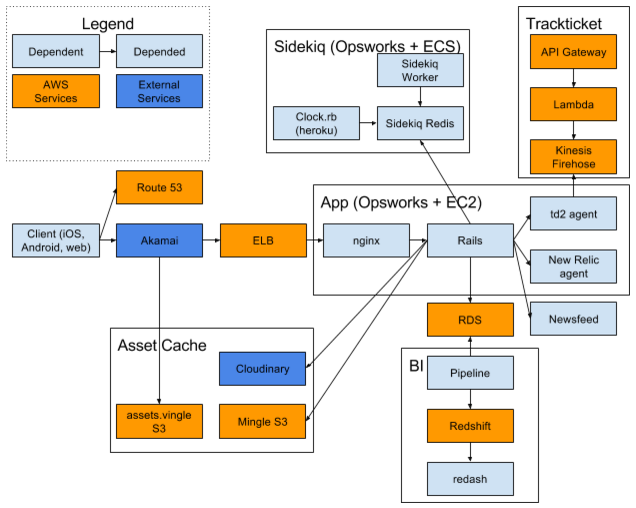 Legend
Dependent
Depended
AWS
Services
External
Services
Sidekiq (Opsworks + ECS)
Sidekiq
Worker
Clock.rb
(heroku)
Sidekiq Redis
Trackticket
API Gateway
Lambda
Kinesis
Firehose
Route 53
Client (iOS,
Android, web)
Akamai
ELB
App (Opsworks + EC2)
nginx
Rails
td2 agent
New Relic
agent
Newsfeed
RDS
Asset Cache
Cloudinary
assets.vingle
S3
Mingle S3
BI
Pipeline
Redshift
redash